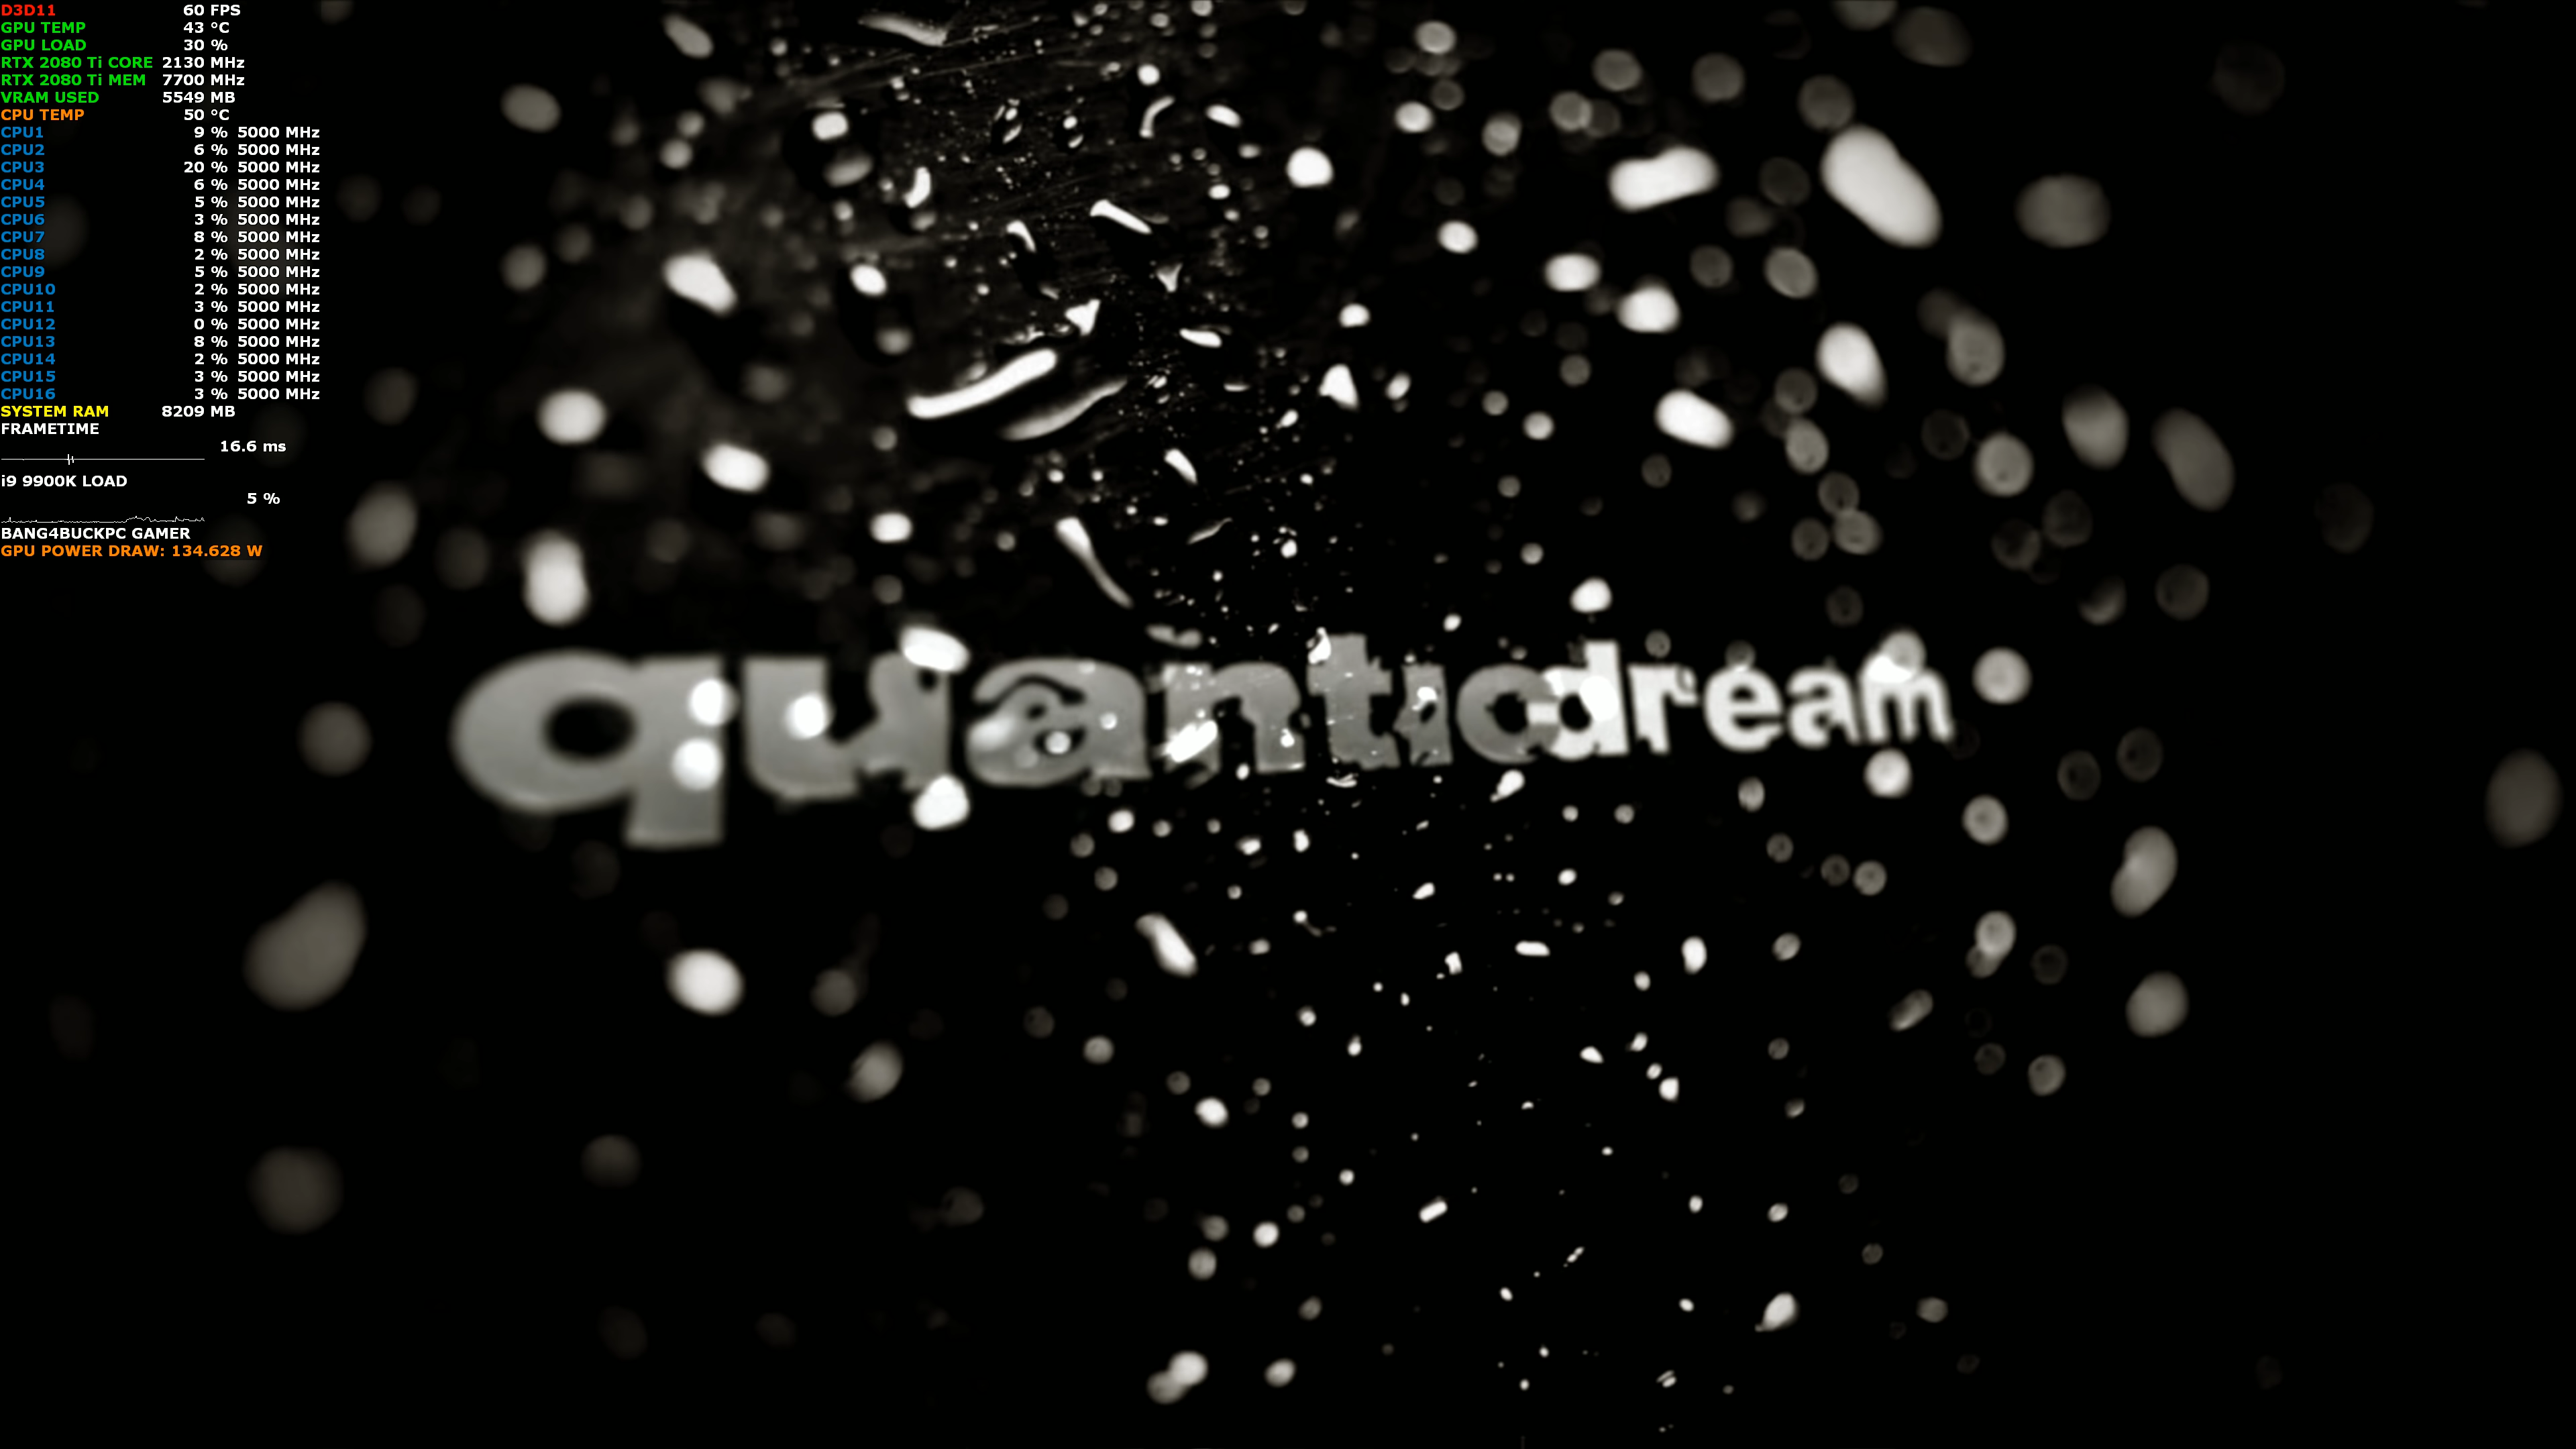 D3D11 60 FPS
GPU TEMP 43 °C
GPU LOAD 30 %
RTX 2080 Ti CORE 2130 MHz
RTX 2080 Ti MEM 7700 MHz
VRAM USED 5549 MB
CPU TEMP 50 °C
CPU1 9 % 5000 MHz
CPU2 6 % 5000 MHz
CPU3 20 % 5000 MHz
CPU4 6 % 5000 MHz
CPU5 5 % 5000 MHz
CPU6 3 % 5000 MHz
CPU7 8 % 5000 MHz
CPU8 2 % 5000 MHz
CPU9 5 % 5000 MHz
CPU10 2 % 5000 MHz
CPU11 3 % 5000 MHz
CPU12 0 % 5000 MHz
CPU13 8 % 5000 MHz
CPU14 2 % 5000 MHz
CPU15 3 % 5000 MHz
CPU16 3 % 5000 MHz
SYSTEM RAM 8209 MB
FRAMETIME
16.6 ms
i9 9900K LOAD
5 %
BANG4BUCKPC GAMER
GPU POWER DRAW: 134.628 W
quanticdream